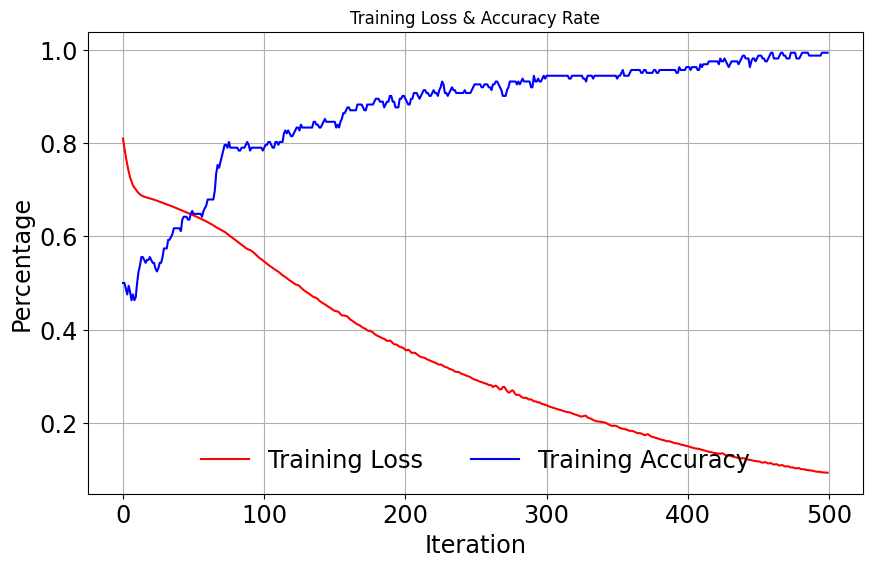 Training Loss & Accuracy Rate
1.0
0.8
0.6
0.4
0.2
Percentage
Training Loss Training Accuracy
0 100 200 300 400 500
Iteration